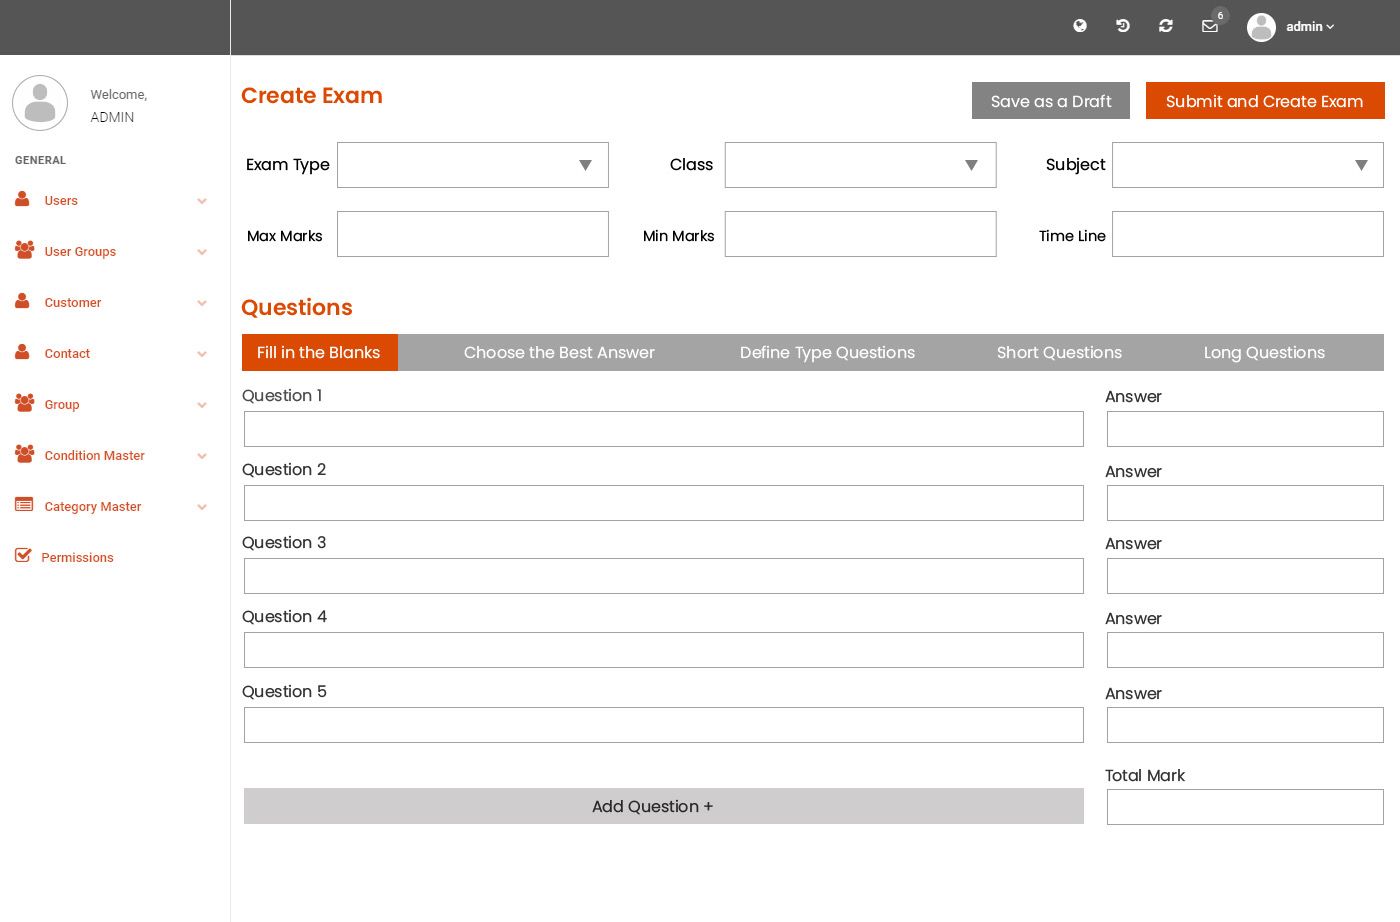 6
admin
Welcome,
ADMIN
GENERAL
Users
User Groups
Customer
Contact
Group
Condition Master
Category Master
Permissions
Create Exam
Save as a Draft
Submit and Create Exam
Exam Type
Class
Subject
Max Marks
Min Marks
Time Line
Questions
Fill in the Blanks
Choose the Best Answer
Define Type Questions
Short Questions
Long Questions
Question 1
Answer
Question 2
Answer
Question 3
Answer
Question 4
Answer
Question 5
Answer
Total Mark
Add Question +